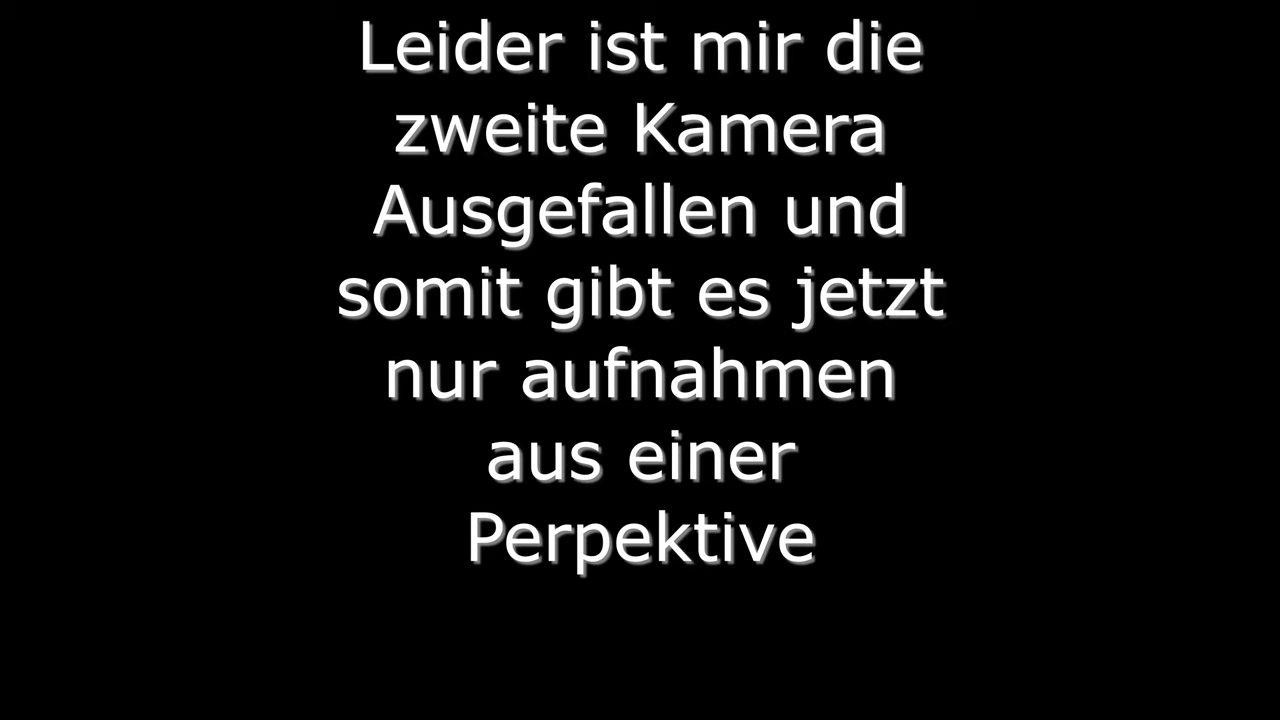 Leider ist mir die
zweite Kamera
Ausgefallen und
somit gibt es jetzt
nur aufnahmen
aus einer
Perpektive